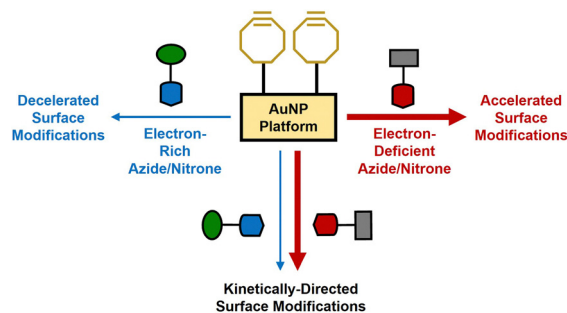 AuNP
Platform
Decelerated
Surface
Modifications
Electron-
Rich
Azide/Nitrone
Electron-
Deficient
Azide/Nitrone
Accelerated
Surface
Modifications
Kinetically-Directed
Surface Modifications